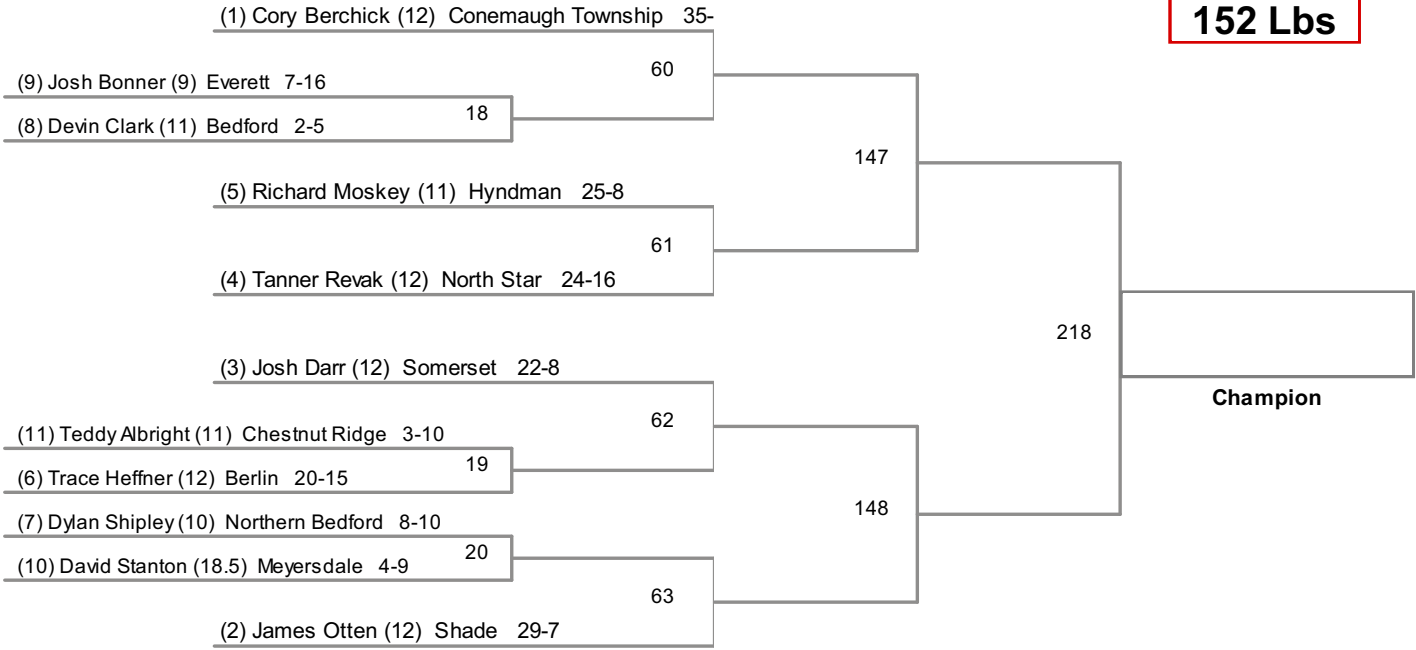 (1) Cory Berchick (12) Conemaugh Township 35-
152 Lbs
60
(9) Josh Bonner (9) Everett 7-16
18
(8) Devin Clark (11) Bedford 2-5
147
(5) Richard Moskey (11) Hyndman 25-8
61
(4) Tanner Revak (12) North Star 24-16
218
(3) Josh Darr (12) Somerset 22-8
Champion
62
(11) Teddy Albright (11) Chestnut Ridge 3-10
19
(6) Trace Heffner (12) Berlin 20-15
148
(7) Dylan Shipley (10) Northern Bedford 8-10
20
(10) David Stanton (18.5) Meyersdale 4-9
63
(2) James Otten (12) Shade 29-7